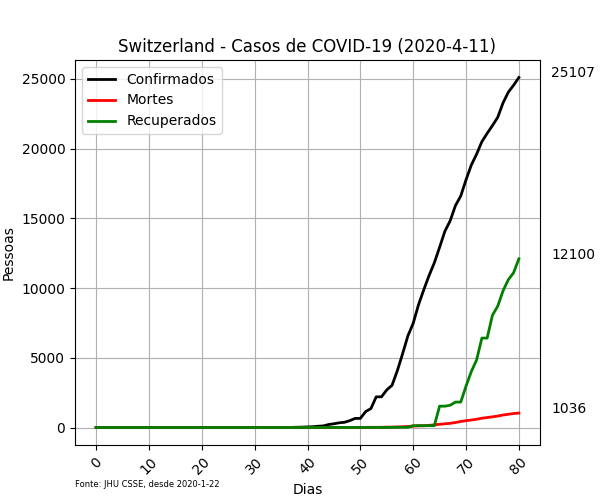 Switzerland - Casos de COVID-19 (2020-4-11)
Confirmados
Mortes
Recuperados
25107
12100
1036
Pessoas
25000
20000
15000
10000
5000
0
0 10 20 30 40 50 60 70 80
Dias
Fonte: JHU CSSE, desde 2020-1-22